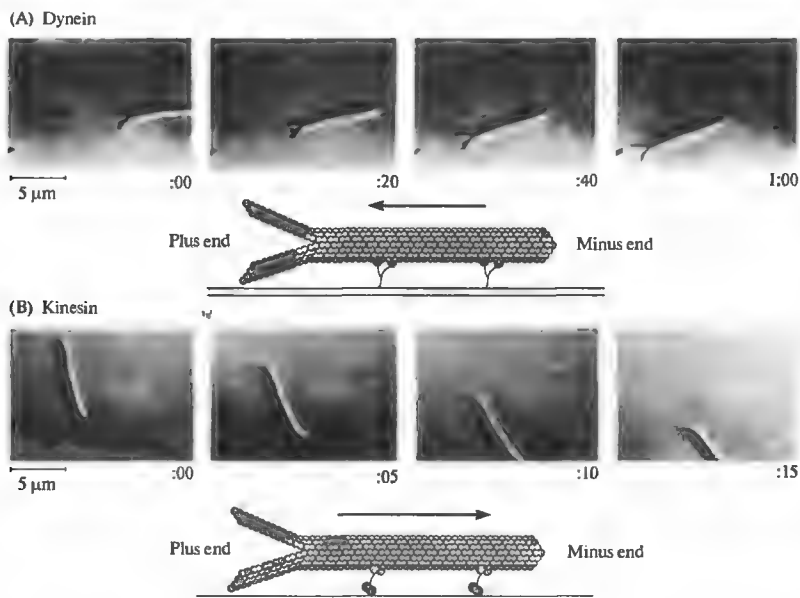 (A) Dynein
:00
:20
:40
1:00
5 μm
Plus end
Minus end
(B) Kinesin
:00
:05
:10
:15
5 μm
Plus end
Minus end